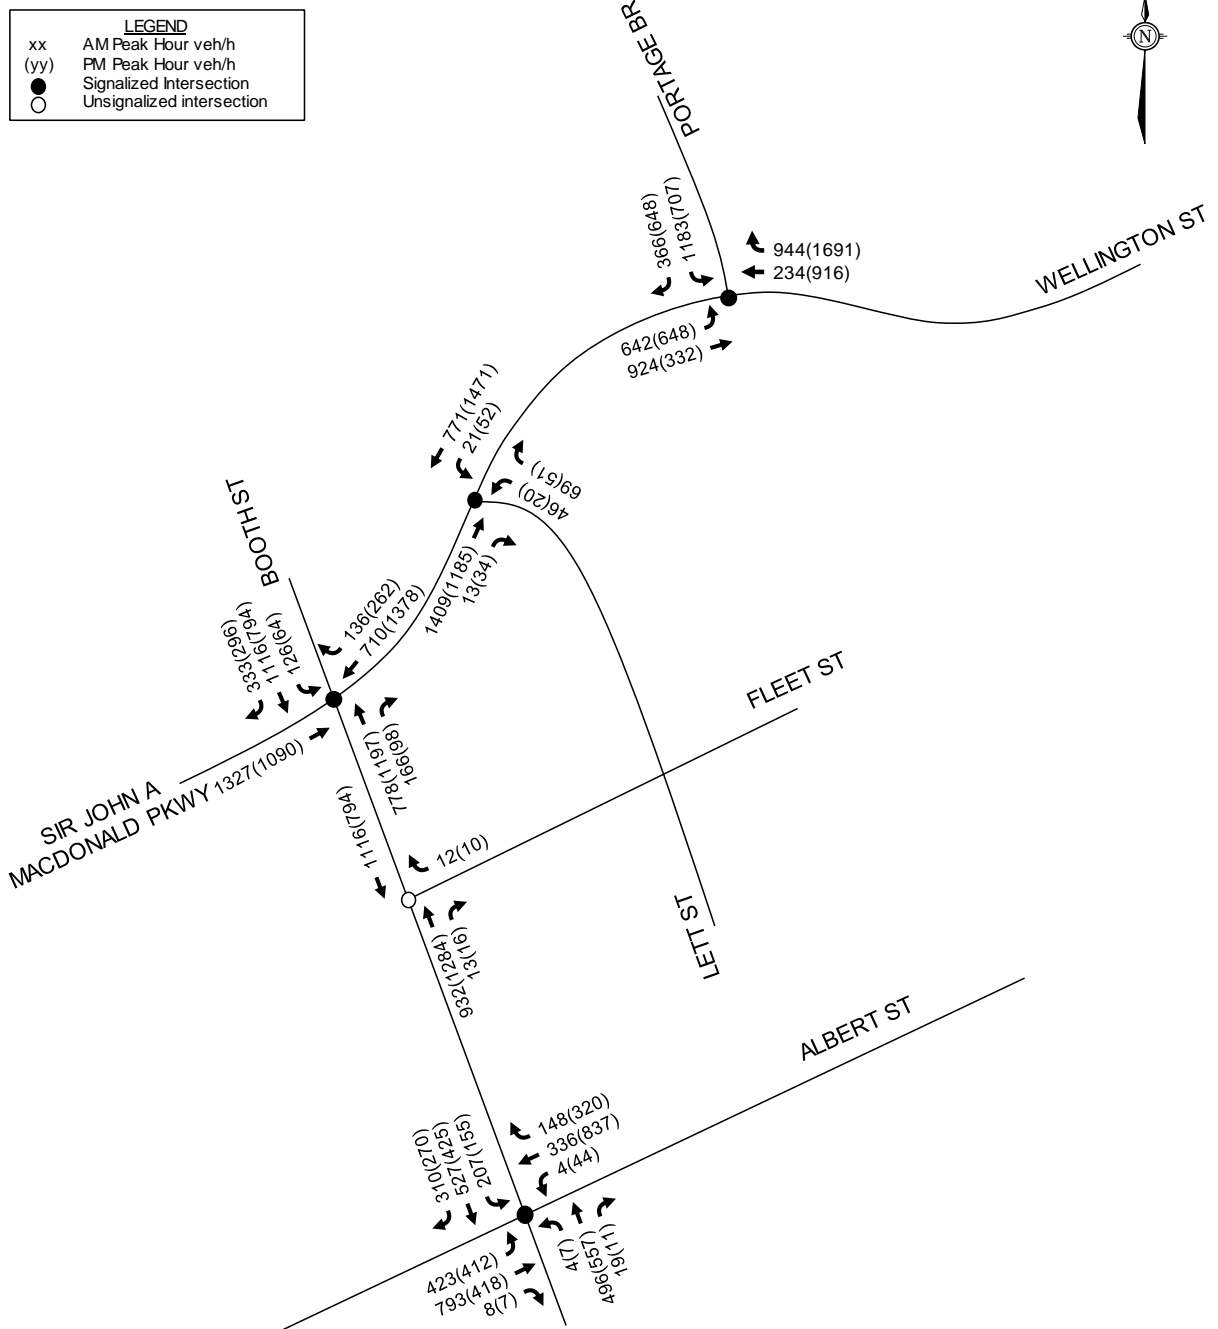 LEGEND
xx AM Peak Hour veh/h
(yy) PM Peak Hour veh/h
Signalized Intersection
Unsignalized intersection
PORTAGE BR
N
366(648)
1183(707)
944(1691)
234(916)
WELLINGTON ST
642(648)
924(332)
771(1471)
21(52)
69(51)
46(20)
BOOTH ST
1409(1185)
13(34)
136(262)
710(1378)
333(296)
1116(794)
126(64)
FLEET ST
778(1197)
166(98)
SIR JOHN A
MACDONALD PKWY
1327(1090)
1116(794)
12(10)
LETT ST
932(1284)
13(16)
ALBERT ST
148(320)
336(837)
4(44)
310(270)
527(425)
207(155)
423(412)
793(418)
8(7)
4(7)
496(557)
19(11)